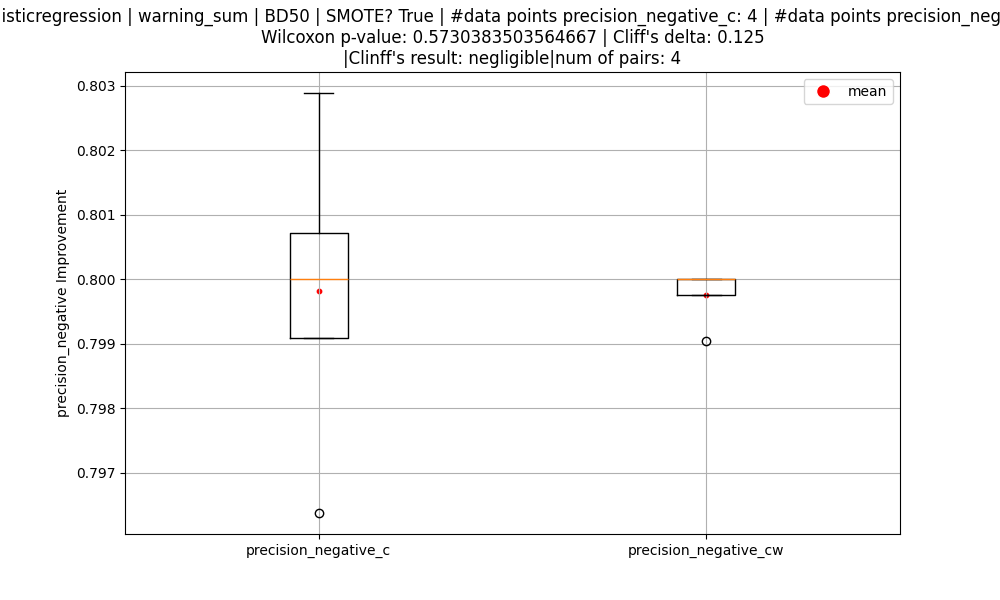 isticregression | warning_sum | BD50 | SMOTE? True | #data points precision_negative_c: 4 | #data points precision_neg
Wilcoxon p-value: 0.5730383503564667 | Cliff's delta: 0.125
|Clinff's result: negligible|num of pairs: 4
mean
0.803
0.802
0.801
0.800
0.799
0.798
0.797
precision_negative Improvement
precision_negative_c
precision_negative_cw